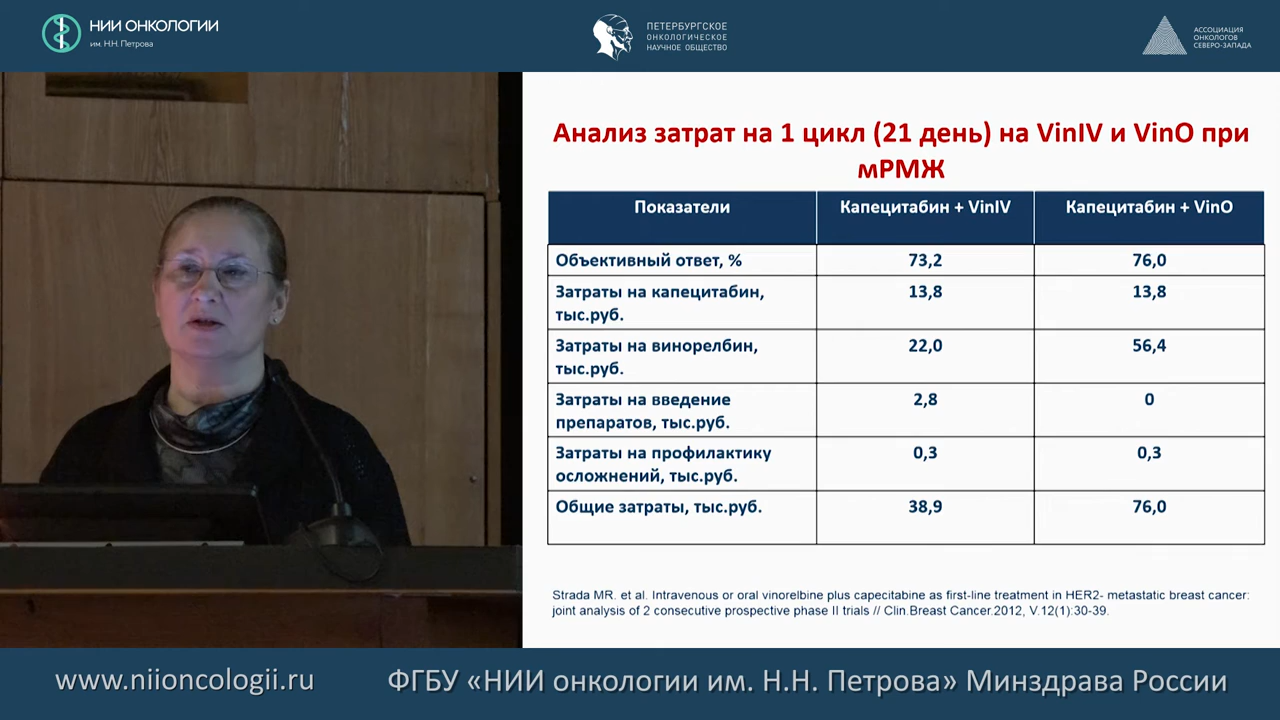 НИИ ОНКОЛОГИИ
им. Н.Н. Петрова
ПЕТЕРБУРГСКОЕ
ОНКОЛОГИЧЕСКОЕ
НАУЧНОЕ ОБЩЕСТВО
АССОЦИАЦИЯ
ОНКОЛОГОВ
СЕВЕРО-ЗАПАДА
Анализ затрат на 1 цикл (21 день) на VinIV и VinO при
мРМЖ
Показатели Капецитабин + VinIV Капецитабин + VinO
Объективный ответ, % 73,2 76,0
Затраты на капецитабин, 13,8 13,8
тыс.руб.
Затраты на винорелбин, 22,0 56,4
тыс.руб.
Затраты на введение 2,8 0
препаратов, тыс.руб.
Затраты на профилактику 0,3 0,3
осложнений, тыс.руб.
Общие затраты, тыс.руб. 38,9 76,0
Strada MR. et al. Intravenous or oral vinorelbine plus capecitabine as first-line treatment in HER2- metastatic breast cancer:
joint analysis of 2 consecutive prospective phase II trials // Clin.Breast Cancer.2012, V.12(1):30-39.
www.niioncologii.ru ФГБУ «НИИ онкологии им. Н.Н. Петрова» Минздрава России